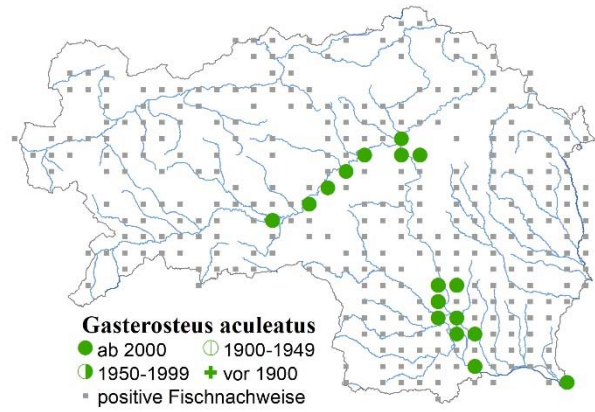 Gasterosteus aculeatus
ab 2000 1900-1949
1950-1999 vor 1900
positive Fischnachweise